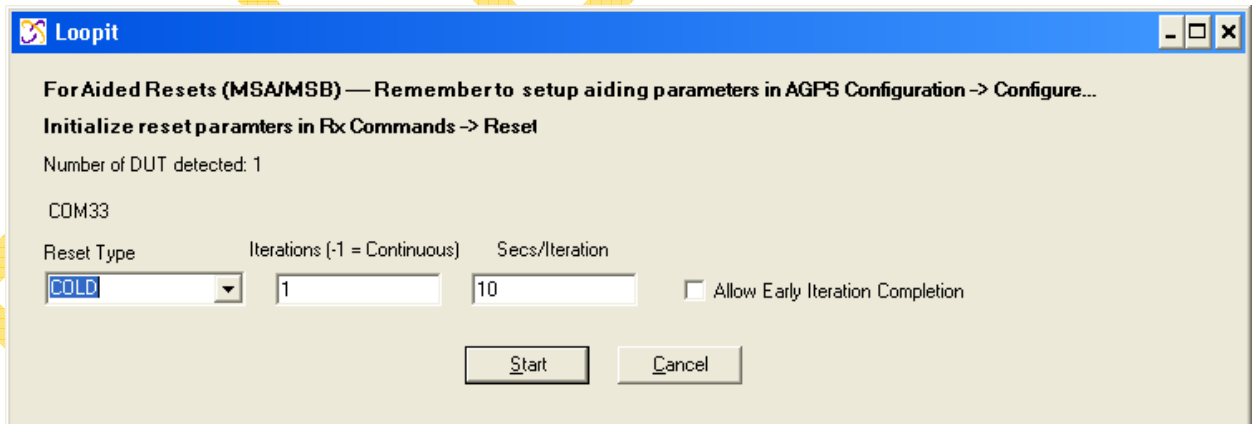 Loopit
For Aided Resets (MSA/MSB) — Remember to setup aiding parameters in AGPS Configuration -> Configure...
Initialize reset paramters in Rx Commands -> Reset
Number of DUT detected: 1
COM33
Reset Type Iterations (-1 = Continuous) Secs/Iteration
COLD 1 10 Allow Early Iteration Completion
Start Cancel